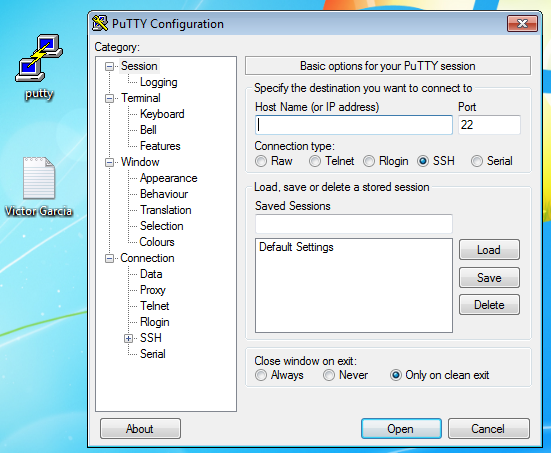 putty
Victor Garcia
PuTTY Configuration
Category:
Session
Logging
Terminal
Keyboard
Bell
Features
Window
Appearance
Behaviour
Translation
Selection
Colours
Connection
Data
Proxy
Telnet
Rlogin
SSH
Serial
Basic options for your PuTTY session
Specify the destination you want to connect to
Host Name (or IP address) Port
22
Connection type:
Raw Telnet Rlogin SSH Serial
Load, save or delete a stored session
Saved Sessions
Default Settings
Load
Save
Delete
Close window on exit:
Always Never Only on clean exit
About Open Cancel